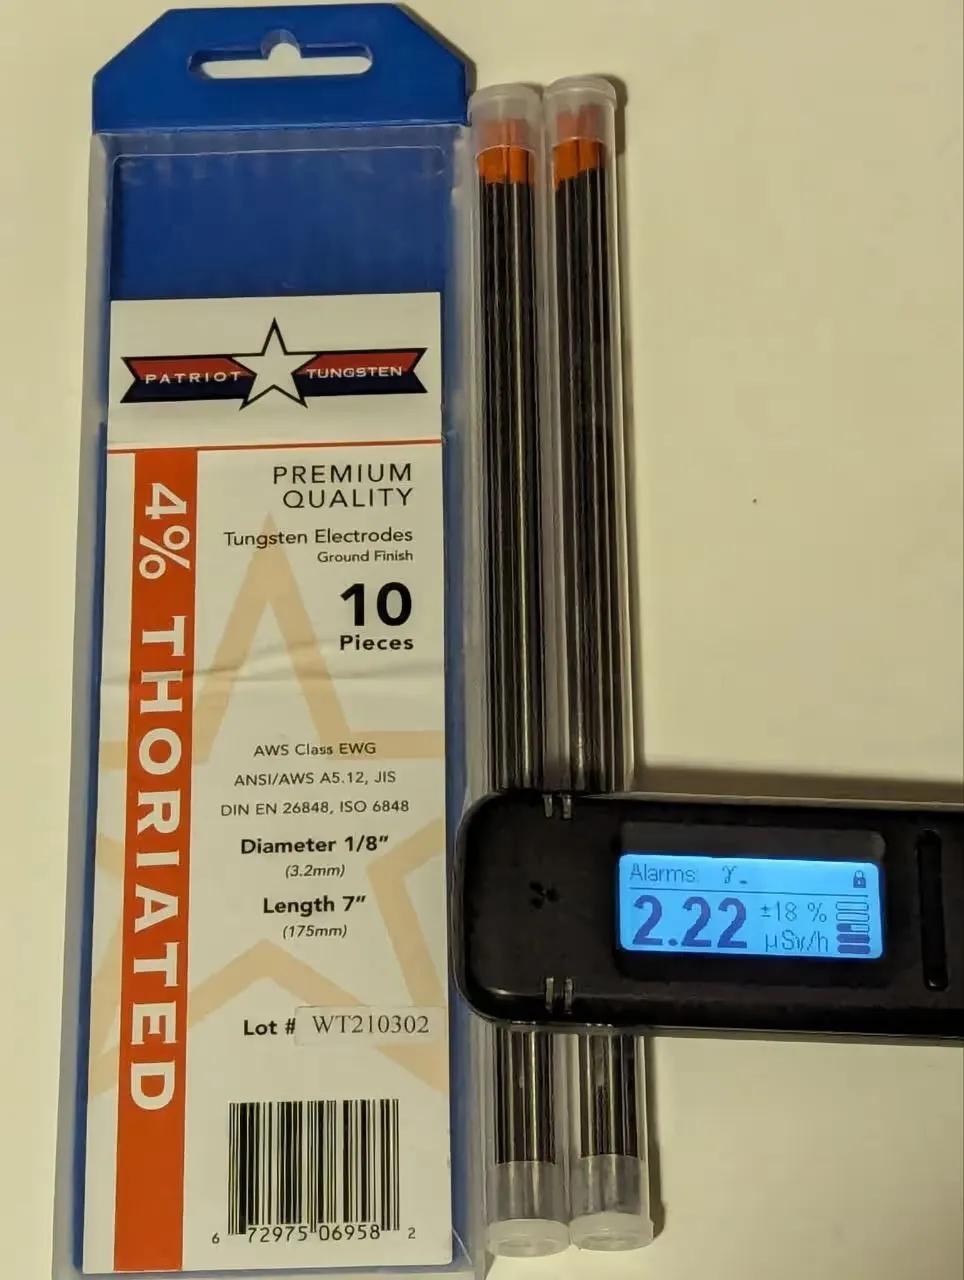 PATRIOT TUNGSTEN
4% THORIATED
PREMIUM
QUALITY
Tungsten Electrodes
Ground Finish
10
Pieces
AWS Class EWG
ANSI/AWS A5.12, JIS
DIN EN 26848, ISO 6848
Diameter 1/8"
(3.2mm)
Length 7"
(175mm)
Lot # WT210302
6 72975 06958 2
Alarms: γ
2.22 ±18 %
μSv/h